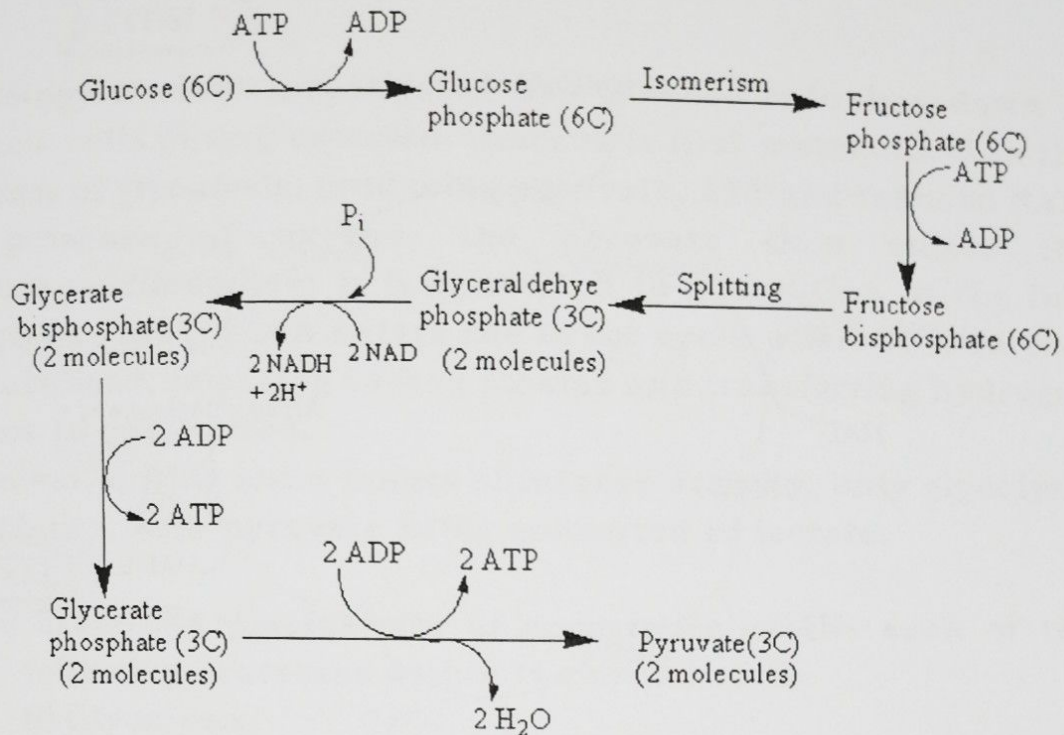 ATP
ADP
Glucose (6C)
Glucose
phosphate (6C)
Isomerism
Fructose
phosphate (6C)
ATP
ADP
Fructose
bisphosphate (6C)
Splitting
Glyceraldehye
phosphate (3C)
(2 molecules)
Pi
2 NAD
2 NADH
+ 2H+
Glycerate
bisphosphate(3C)
(2 molecules)
2 ADP
2 ATP
Glycerate
phosphate (3C)
(2 molecules)
2 ADP
2 ATP
2 H2O
Pyruvate(3C)
(2 molecules)